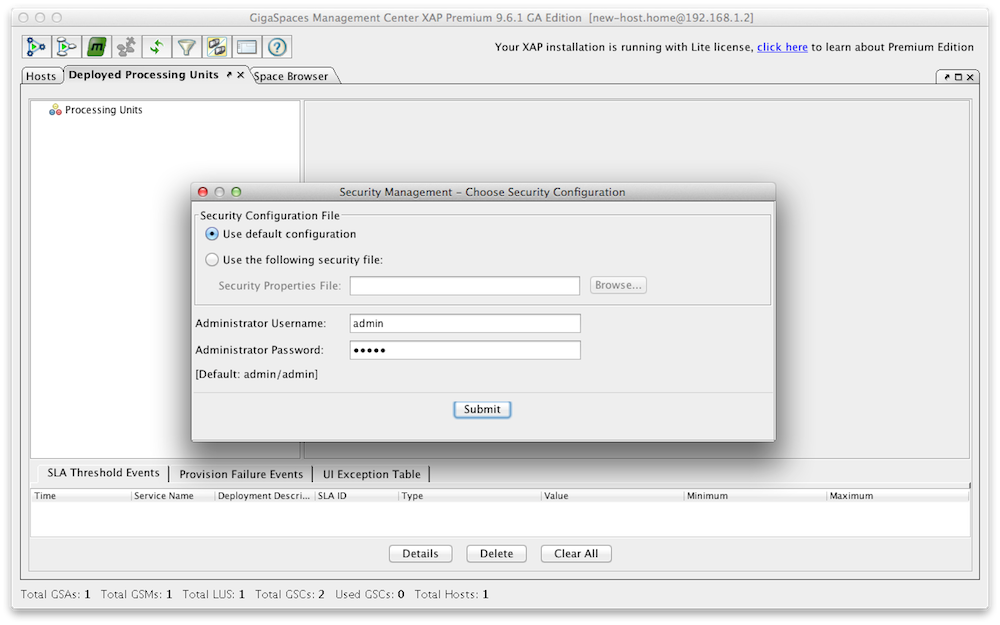 GigaSpaces Management Center XAP Premium 9.6.1 GA Edition [new-host.home@192.168.1.2]
Your XAP installation is running with Lite license, click here to learn about Premium Edition
Hosts Deployed Processing Units Space Browser
Processing Units
Security Management - Choose Security Configuration
Security Configuration File
Use default configuration
Use the following security file:
Security Properties File: Browse...
Administrator Username: admin
Administrator Password: •••••
[Default: admin/admin]
Submit
SLA Threshold Events Provision Failure Events UI Exception Table
Time Service Name Deployment Descri... SLA ID Type Value Minimum Maximum
Details Delete Clear All
Total GSAs: 1 Total GSMs: 1 Total LUS: 1 Total GSCs: 2 Used GSCs: 0 Total Hosts: 1